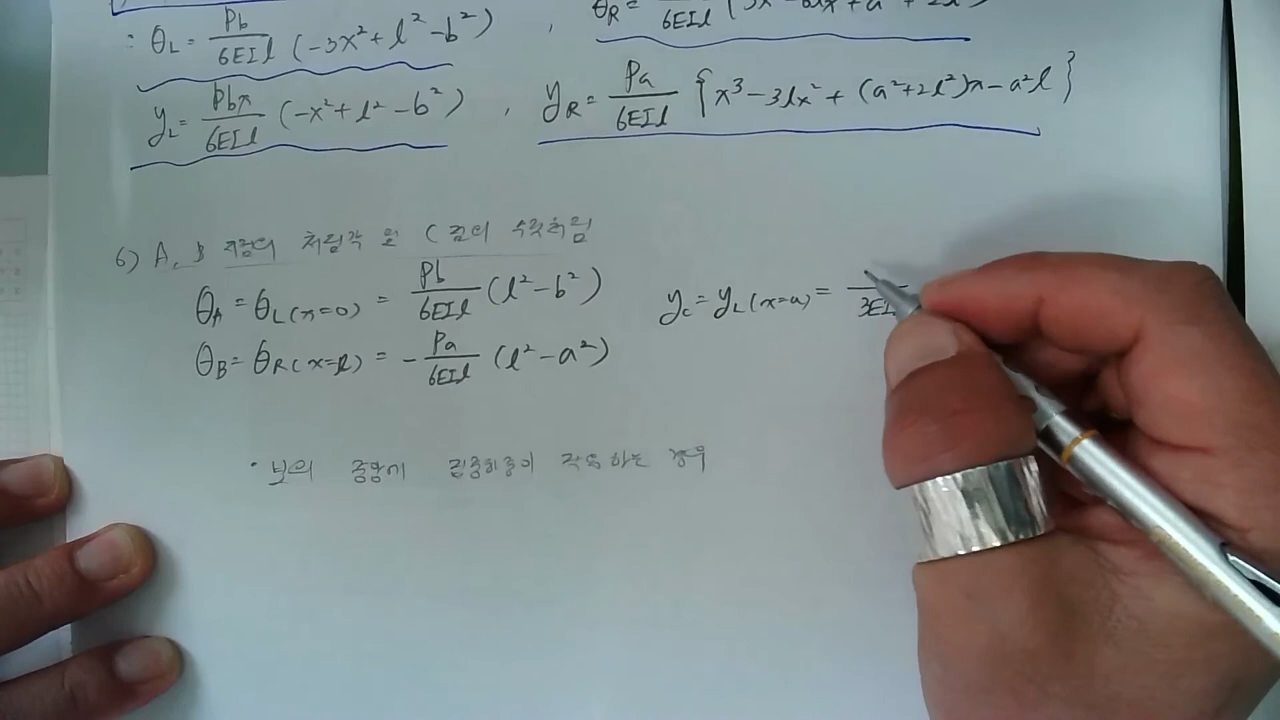 : θL = Pb/6EIl (-3x² + l² - b²) , θR = /6EIl
yL = Pbx/6EIl (-x² + l² - b²) , yR = Pa/6EIl {x³ - 3lx² + (a²+2l²)x - a²l}
6) A, B 지점의 처짐각 및 C점의 수직처짐
θA = θL(x=0) = Pb/6EIl (l² - b²)
yC = yL(x=a) = /3EI
θB = θR(x=l) = - Pa/6EIl (l² - a²)
· 보의 중앙에 집중하중이 작용하는 경우